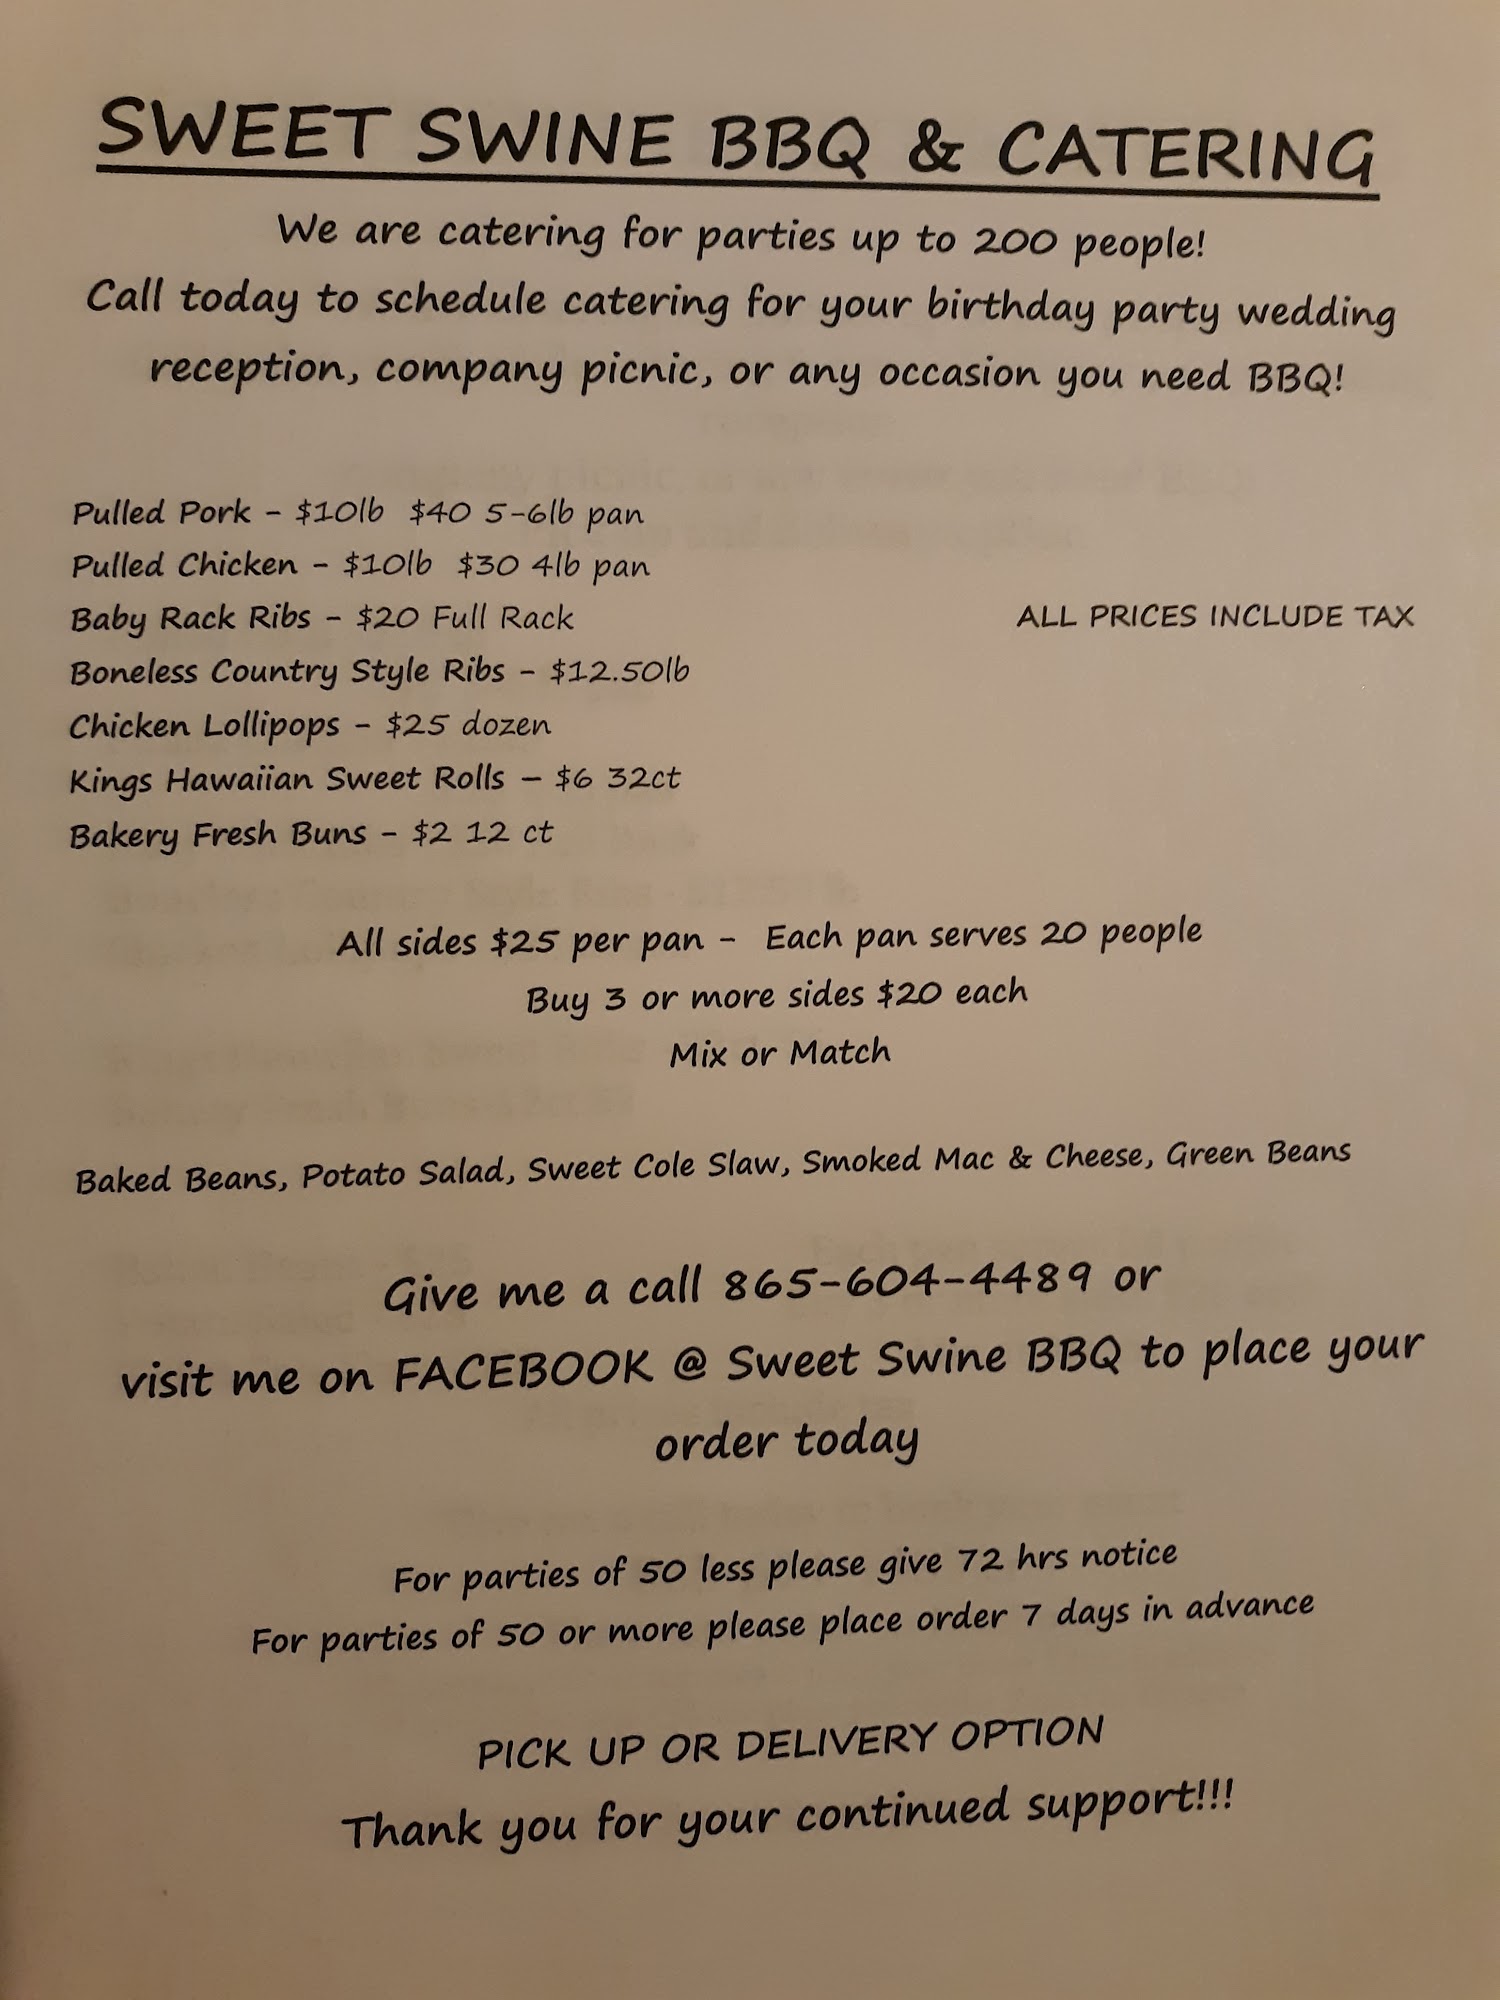 SWEET SWINE BBQ & CATERING
We are catering for parties up to 200 people!
Call today to schedule catering for your birthday party wedding
reception, company picnic, or any occasion you need BBQ!
Pulled Pork - $10lb $40 5-6lb pan
Pulled Chicken - $10lb $30 4lb pan
Baby Rack Ribs - $20 Full Rack
ALL PRICES INCLUDE TAX
Boneless Country Style Ribs - $12.50lb
Chicken Lollipops - $25 dozen
Kings Hawaiian Sweet Rolls – $6 32ct
Bakery Fresh Buns - $2 12 ct
All sides $25 per pan - Each pan serves 20 people
Buy 3 or more sides $20 each
Mix or Match
Baked Beans, Potato Salad, Sweet Cole Slaw, Smoked Mac & Cheese, Green Beans
Give me a call 865-604-4489 or
visit me on FACEBOOK @ Sweet Swine BBQ to place your
order today
For parties of 50 less please give 72 hrs notice
For parties of 50 or more please place order 7 days in advance
PICK UP OR DELIVERY OPTION
Thank you for your continued support!!!